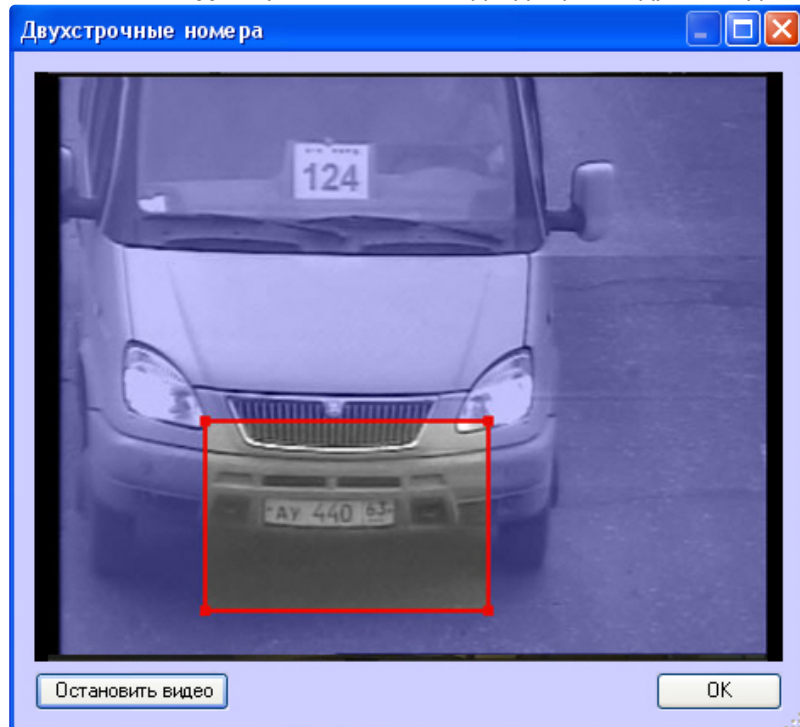 Двухстрочные номера
124
АУ 440 63
Остановить видео
OK